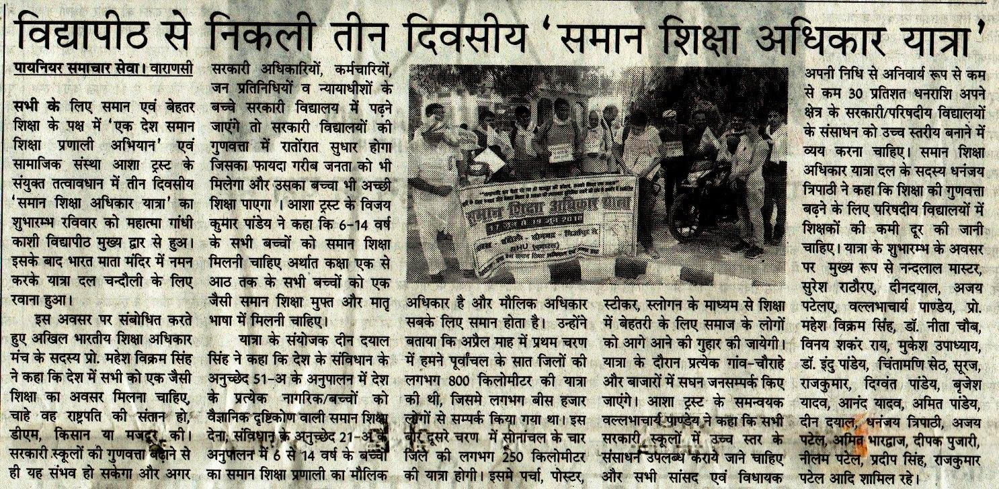 विद्यापीठ से निकली तीन दिवसीय ‘समान शिक्षा अधिकार यात्रा’
पायनियर समाचार सेवा। वाराणसी
सभी के लिए समान एवं बेहतर
शिक्षा के पक्ष में ‘एक देश समान
शिक्षा प्रणाली अभियान’ एवं
सामाजिक संस्था आशा ट्रस्ट के
संयुक्त तत्वावधान में तीन दिवसीय
‘समान शिक्षा अधिकार यात्रा’ का
शुभारम्भ रविवार को महात्मा गांधी
काशी विद्यापीठ मुख्य द्वार से हुअ।
इसके बाद भारत माता मंदिर में नमन
करके यात्रा दल चन्दौली के लिए
रवाना हुआ।
इस अवसर पर संबोधित करते
हुए अखिल भारतीय शिक्षा अधिकार
मंच के सदस्य प्रो. महेश विक्रम सिंह
ने कहा कि देश में सभी को एक जैसी
शिक्षा का अवसर मिलना चाहिए,
चाहे वह राष्ट्रपति की संतान हो,
डीएम, किसान या मजदूर की।
सरकारी स्कूलों की गुणवत्ता बढ़ाने से
ही यह संभव हो सकेगा और अगर
सरकारी अधिकारियों, कर्मचारियों,
जन प्रतिनिधियों व न्यायाधीशों के
बच्चे सरकारी विद्यालय में पढ़ने
जाएंगे तो सरकारी विद्यालयों की
गुणवत्ता में रातोंरात सुधार होगा
जिसका फायदा गरीब जनता को भी
मिलेगा और उसका बच्चा भी अच्छी
शिक्षा पाएगा । आशा ट्रस्ट के विजय
कुमार पांडेय ने कहा कि 6-14 वर्ष
के सभी बच्चों को समान शिक्षा
मिलनी चाहिए अर्थात कक्षा एक से
आठ तक के सभी बच्चों को एक
जैसी समान शिक्षा मुफ्त और मातृ
भाषा में मिलनी चाहिए।
यात्रा के संयोजक दीन दयाल
सिंह ने कहा कि देश के संविधान के
अनुच्छेद 51-अ के अनुपालन में देश
के प्रत्येक नागरिक/बच्चों को
वैज्ञानिक दृष्टिकोण वाली समान शिक्षा
देना, संविधान के अनुच्छेद 21-अ के
अनुपालन में 6 से 14 वर्ष के बच्चों
का समान शिक्षा प्रणाली का मौलिक
समान शिक्षा अधिकार यात्रा
17 जून से 19 जून 2018
अधिकार है और मौलिक अधिकार
सबके लिए समान होता है। उन्होंने
बताया कि अप्रैल माह में प्रथम चरण
में हमने पूर्वांचल के सात जिलों की
लगभग 800 किलोमीटर की यात्रा
की थी, जिसमे लगभग बीस हजार
लोगों से सम्पर्क किया गया था। इस
बार दूसरे चरण में सोनांचल के चार
जिले की लगभग 250 किलोमीटर
की यात्रा होगी। इसमे पर्चा, पोस्टर,
स्टीकर, स्लोगन के माध्यम से शिक्षा
में बेहतरी के लिए समाज के लोगों
को आगे आने की गुहार की जायेगी।
यात्रा के दौरान प्रत्येक गांव-चौराहे
और बाजारों में सघन जनसम्पर्क किए
जाएंगे। आशा ट्रस्ट के समन्वयक
वल्लभाचार्य पाण्डेय ने कहा कि सभी
सरकारी स्कूलों में उच्च स्तर के
संसाधन उपलब्ध कराये जाने चाहिए
और सभी सांसद एवं विधायक
अपनी निधि से अनिवार्य रूप से कम
से कम 30 प्रतिशत धनराशि अपने
क्षेत्र के सरकारी/परिषदीय विद्यालयों
के संसाधन को उच्च स्तरीय बनाने में
व्यय करना चाहिए। समान शिक्षा
अधिकार यात्रा दल के सदस्य धनंजय
त्रिपाठी ने कहा कि शिक्षा की गुणवत्ता
बढ़ने के लिए परिषदीय विद्यालयों में
शिक्षकों की कमी दूर की जानी
चाहिए। यात्रा के शुभारम्भ के अवसर
पर मुख्य रूप से नन्दलाल मास्टर,
सुरेश राठौरए, दीनदयाल, अजय
पटेलए, वल्लभाचार्य पाण्डेय, प्रो.
महेश विक्रम सिंह, डॉ. नीता चौब,
विनय शकंर राय, मुकेश उपाध्याय,
डॉ. इंदु पांडेय, चिंतामणि सेठ, सूरज,
राजकुमार, दिग्वंत पांडेय, बृजेश
यादव, आनंद यादव, अमित पांडेय,
दीन दयाल, धनंजय त्रिपाठी, अजय
पटेल, अमित भारद्वाज, दीपक पुजारी,
नीलम पटेल, प्रदीप सिंह, राजकुमार
पटेल आदि शामिल रहे।